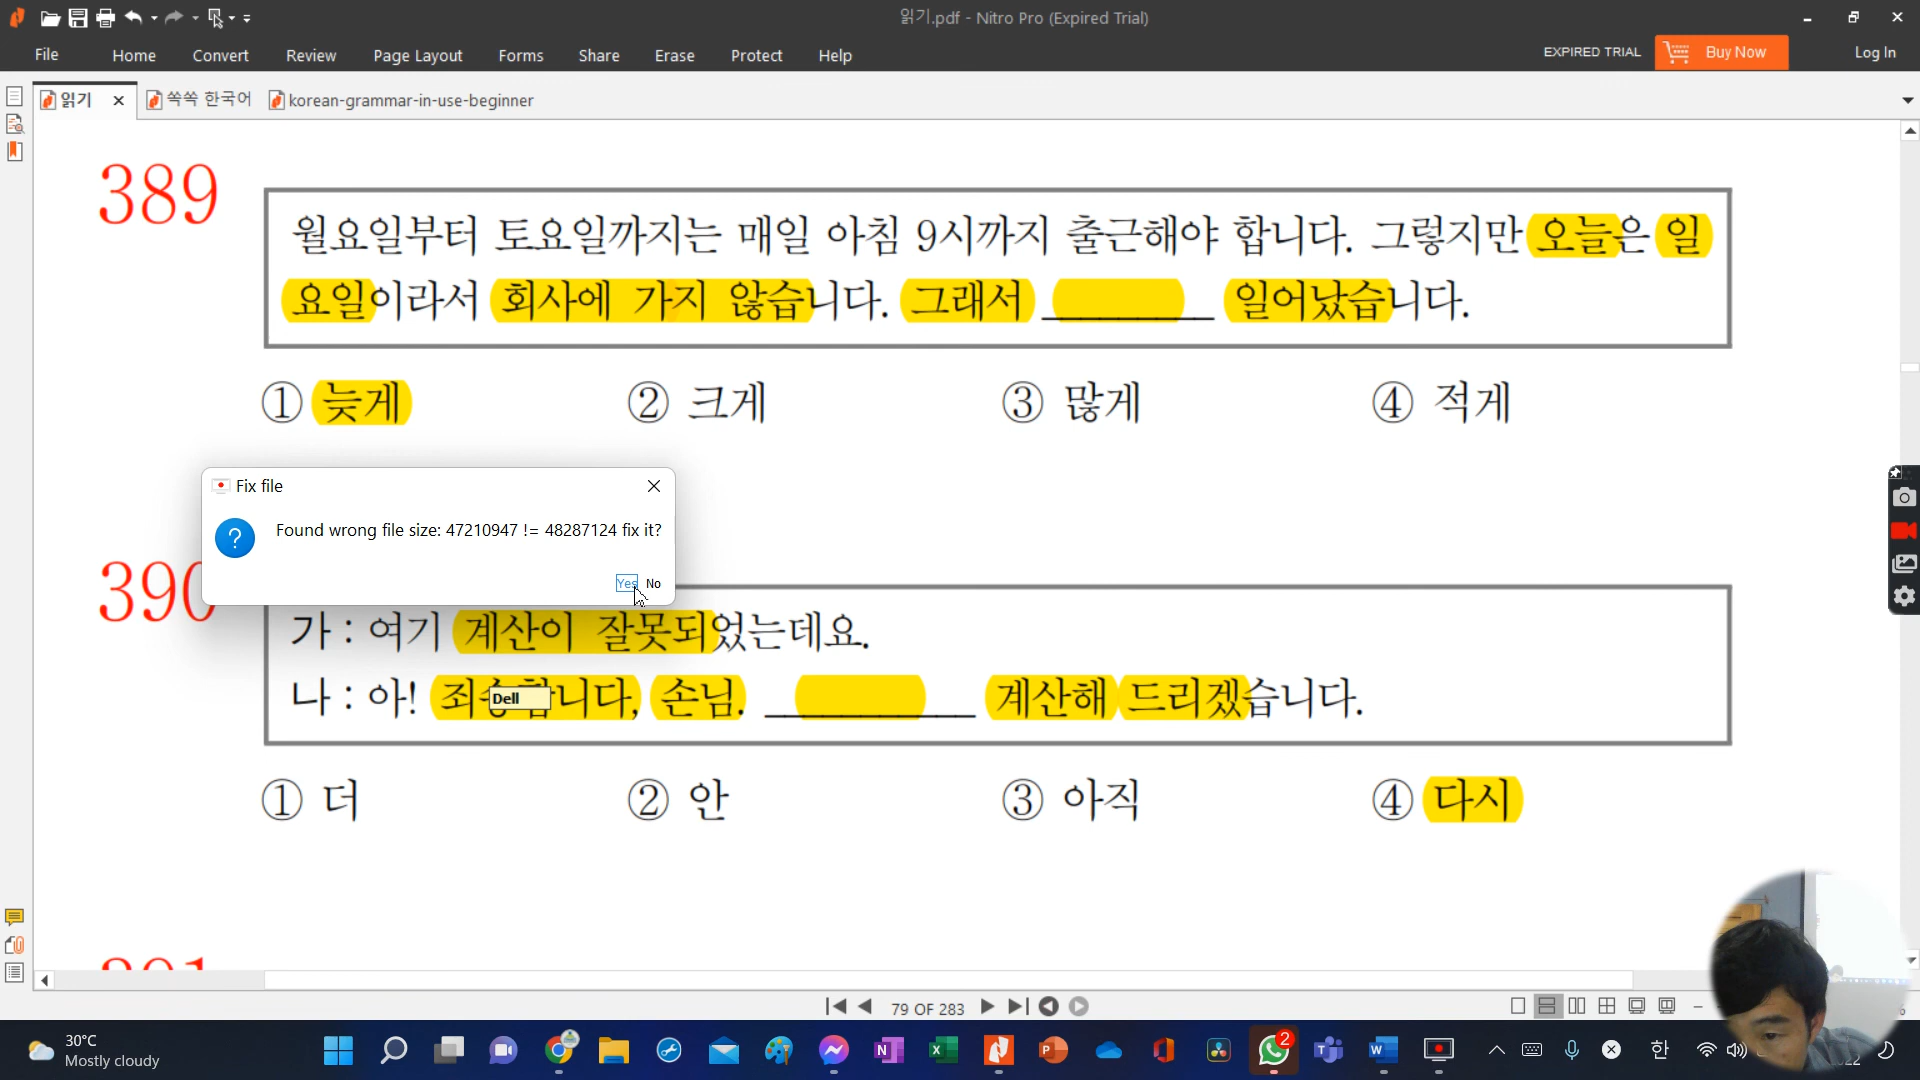 읽기.pdf - Nitro Pro (Expired Trial)
File Home Convert Review Page Layout Forms Share Erase Protect Help
EXPIRED TRIAL Buy Now Log In
읽기 쏙쏙 한국어 korean-grammar-in-use-beginner
389
월요일부터 토요일까지는 매일 아침 9시까지 출근해야 합니다. 그렇지만 오늘은 일
요일이라서 회사에 가지 않습니다. 그래서 ________ 일어났습니다.
① 늦게 ② 크게 ③ 많게 ④ 적게
Fix file
Found wrong file size: 47210947 != 48287124 fix it?
Yes No
390
가 : 여기 계산이 잘못되었는데요.
나 : 아! 죄송합니다, 손님. __________ 계산해 드리겠습니다.
Dell
① 더 ② 안 ③ 아직 ④ 다시
79 OF 283
30°C
Mostly cloudy
2
한